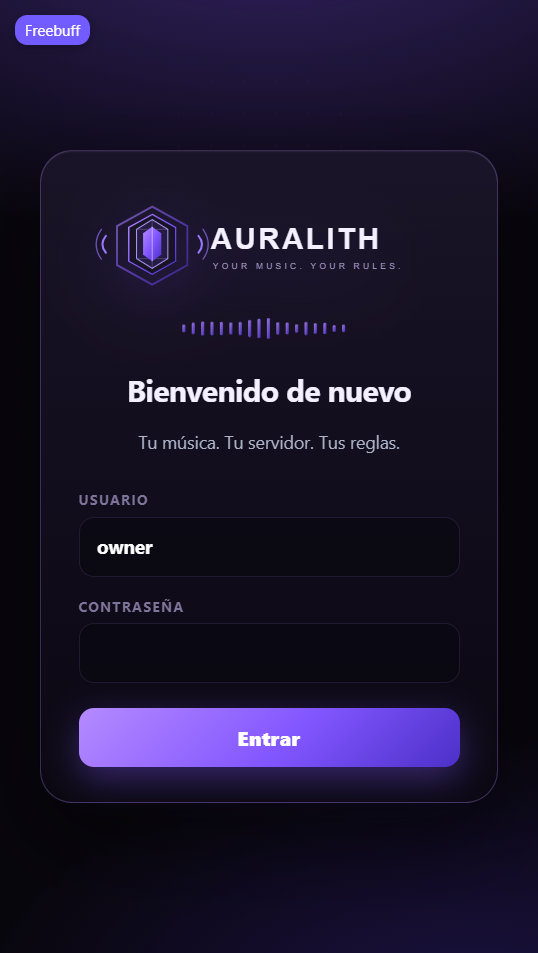 Freebuff
AURALITH
YOUR MUSIC. YOUR RULES.
Bienvenido de nuevo
Tu música. Tu servidor. Tus reglas.
USUARIO
owner
CONTRASEÑA
Entrar